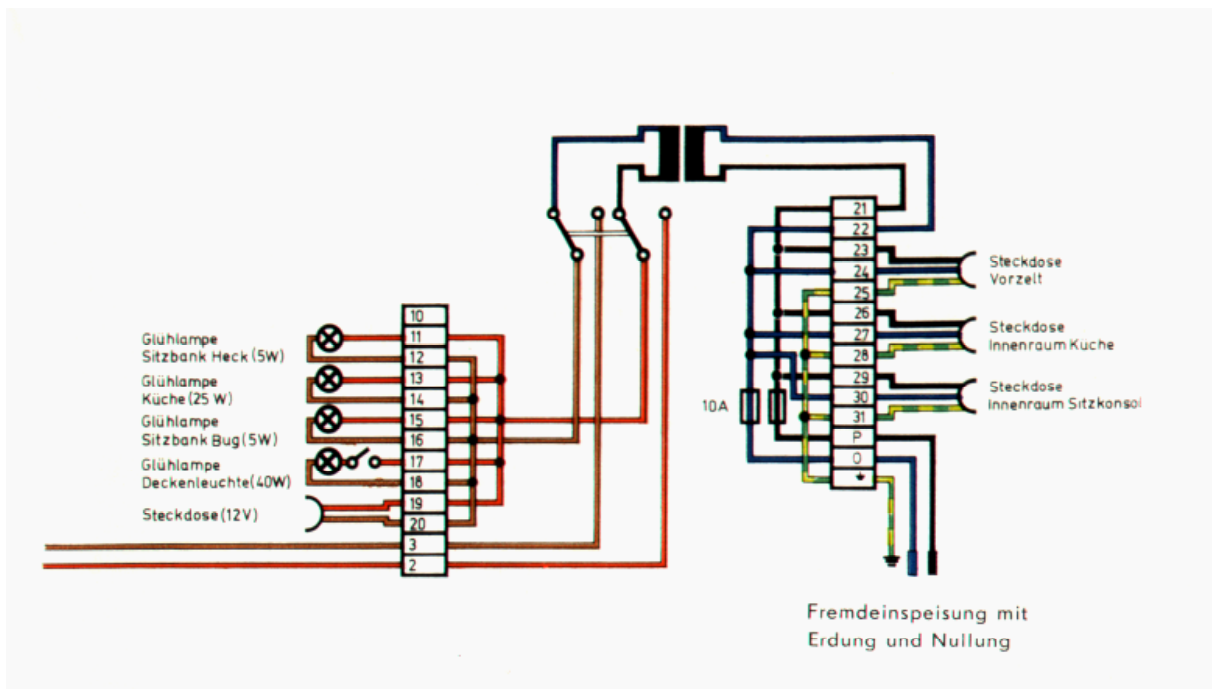 Glühlampe
Sitzbank Heck (5W)
Glühlampe
Küche (25 W)
Glühlampe
Sitzbank Bug (5W)
Glühlampe
Deckenleuchte (40W)
Steckdose (12V)
10
11
12
13
14
15
16
17
18
19
20
3
2
10A
21
22
23
24
25
26
27
28
29
30
31
P
O
Steckdose
Vorzelt
Steckdose
Innenraum Küche
Steckdose
Innenraum Sitzkonsol
Fremdeinspeisung mit
Erdung und Nullung